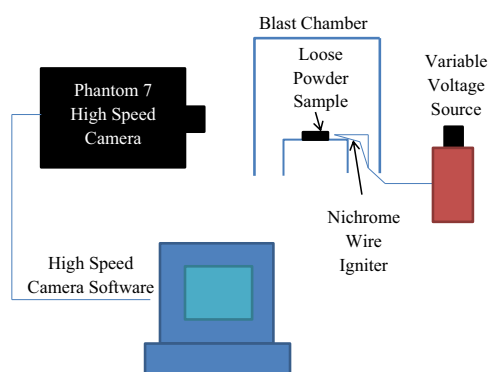 Blast Chamber
Loose
Powder
Sample
Variable
Voltage
Source
Phantom 7
High Speed
Camera
Nichrome
Wire
Igniter
High Speed
Camera Software